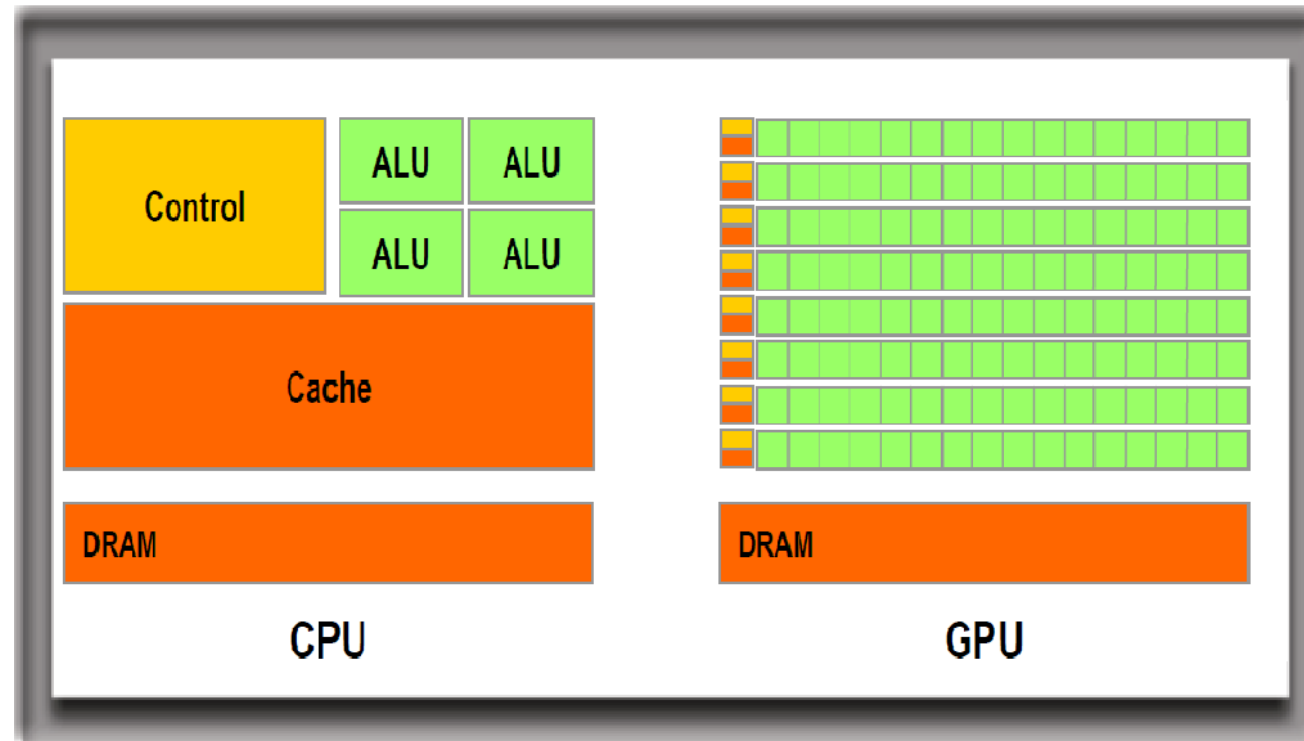 Control
ALU ALU
ALU ALU
Cache
DRAM
CPU
DRAM
GPU